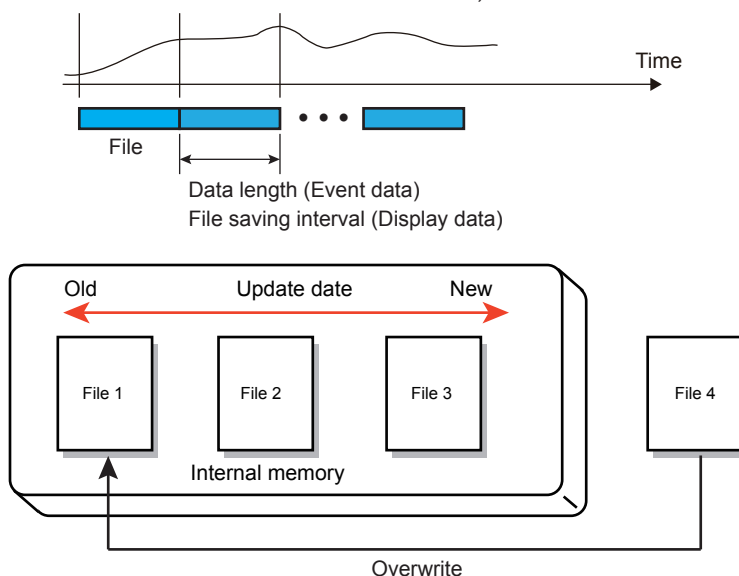 Time
File
Data length (Event data)
File saving interval (Display data)
Old Update date New
File 1 File 2 File 3 File 4
Internal memory
Overwrite